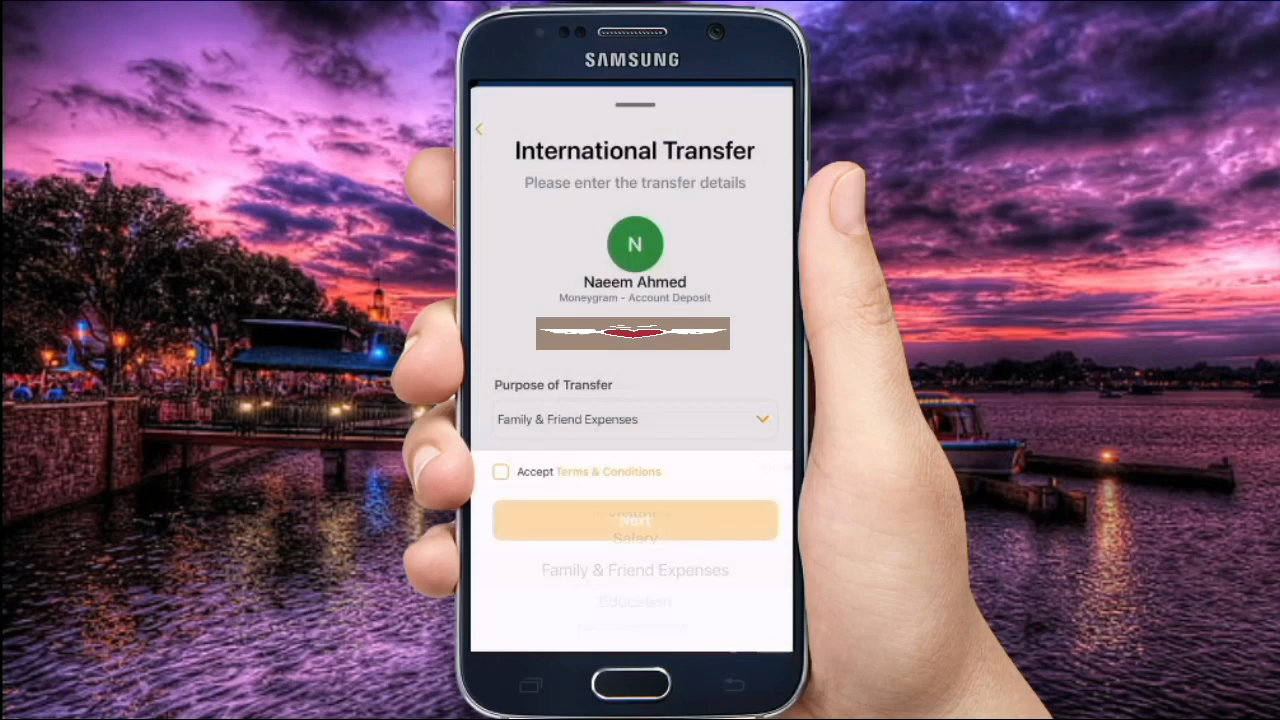 SAMSUNG
International Transfer
Please enter the transfer details
N
Naeem Ahmed
Moneygram - Account Deposit
Purpose of Transfer
Family & Friend Expenses
Accept Terms & Conditions
Next
Salary
Family & Friend Expenses
Education